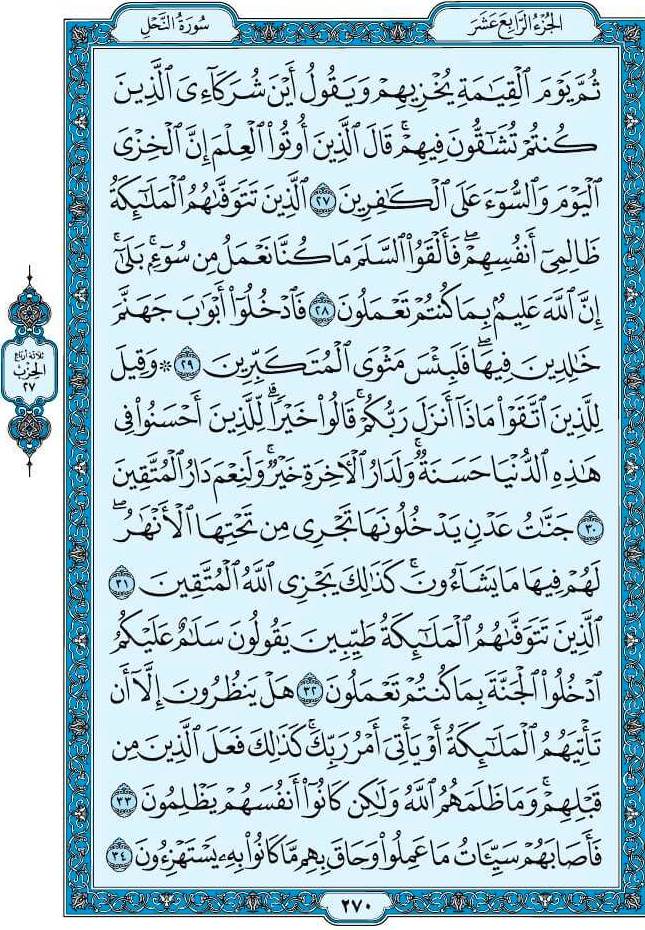 الجُزْءُ الرَّابِعَ عَشَرَ
سُورَةُ النَّحْلِ
ثُمَّ يَوْمَ ٱلْقِيَٰمَةِ يُخْزِيهِمْ وَيَقُولُ أَيْنَ شُرَكَآءِىَ ٱلَّذِينَ
كُنتُمْ تُشَٰٓقُّونَ فِيهِمْ ۚ قَالَ ٱلَّذِينَ أُوتُوا۟ ٱلْعِلْمَ إِنَّ ٱلْخِزْىَ
ٱلْيَوْمَ وَٱلسُّوٓءَ عَلَى ٱلْكَٰفِرِينَ ٢٧ ٱلَّذِينَ تَتَوَفَّىٰهُمُ ٱلْمَلَٰٓئِكَةُ
ظَالِمِىٓ أَنفُسِهِمْ ۖ فَأَلْقَوُا۟ ٱلسَّلَمَ مَا كُنَّا نَعْمَلُ مِن سُوٓءٍۭ ۚ بَلَىٰٓ ۚ
إِنَّ ٱللَّهَ عَلِيمٌۢ بِمَا كُنتُمْ تَعْمَلُونَ ٢٨ فَٱدْخُلُوٓا۟ أَبْوَٰبَ جَهَنَّمَ
خَٰلِدِينَ فِيهَا ۖ فَلَبِئْسَ مَثْوَى ٱلْمُتَكَبِّرِينَ ٢٩ ۞ وَقِيلَ
لِلَّذِينَ ٱتَّقَوْا۟ مَاذَآ أَنزَلَ رَبُّكُمْ ۚ قَالُوا۟ خَيْرًا ۗ لِّلَّذِينَ أَحْسَنُوا۟ فِى
هَٰذِهِ ٱلدُّنْيَا حَسَنَةٌ ۚ وَلَدَارُ ٱلْءَاخِرَةِ خَيْرٌ ۚ وَلَنِعْمَ دَارُ ٱلْمُتَّقِينَ
٣٠ جَنَّٰتُ عَدْنٍ يَدْخُلُونَهَا تَجْرِى مِن تَحْتِهَا ٱلْأَنْهَٰرُ ۖ
لَهُمْ فِيهَا مَا يَشَآءُونَ ۚ كَذَٰلِكَ يَجْزِى ٱللَّهُ ٱلْمُتَّقِينَ ٣١
ٱلَّذِينَ تَتَوَفَّىٰهُمُ ٱلْمَلَٰٓئِكَةُ طَيِّبِينَ يَقُولُونَ سَلَٰمٌ عَلَيْكُمُ
ٱدْخُلُوا۟ ٱلْجَنَّةَ بِمَا كُنتُمْ تَعْمَلُونَ ٣٢ هَلْ يَنظُرُونَ إِلَّآ أَن
تَأْتِيَهُمُ ٱلْمَلَٰٓئِكَةُ أَوْ يَأْتِىَ أَمْرُ رَبِّكَ ۚ كَذَٰلِكَ فَعَلَ ٱلَّذِينَ مِن
قَبْلِهِمْ ۚ وَمَا ظَلَمَهُمُ ٱللَّهُ وَلَٰكِن كَانُوٓا۟ أَنفُسَهُمْ يَظْلِمُونَ ٣٣
فَأَصَابَهُمْ سَيِّـَٔاتُ مَا عَمِلُوا۟ وَحَاقَ بِهِم مَّا كَانُوا۟ بِهِۦ يَسْتَهْزِءُونَ ٣٤
ثلاثة أرباع
الحزب
٢٧
٢٧٠